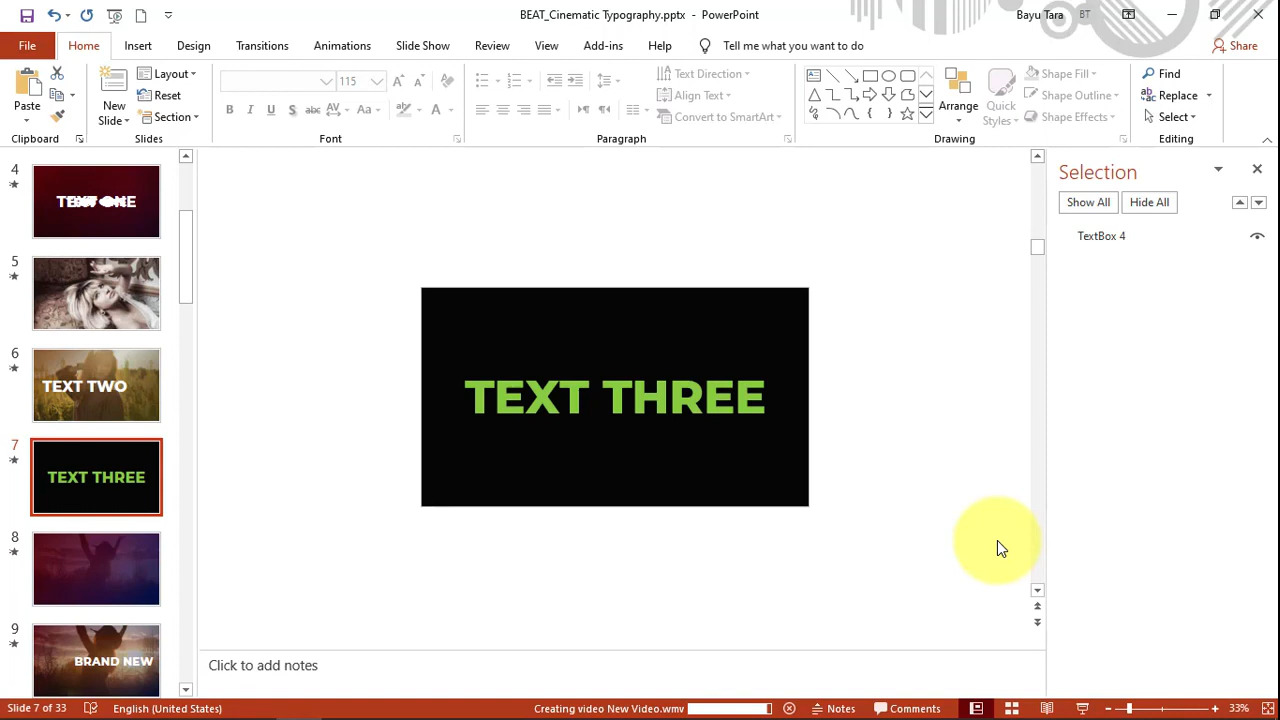 BEAT_Cinematic Typography.pptx - PowerPoint
Bayu Tara BT
File Home Insert Design Transitions Animations Slide Show Review View Add-ins Help Tell me what you want to do Share
Paste
Clipboard
New Slide
Layout
Reset
Section
Slides
115
B I U S abc AV Aa A
Font
Text Direction
Align Text
Convert to SmartArt
Paragraph
Arrange
Quick Styles
Shape Fill
Shape Outline
Shape Effects
Drawing
Find
Replace
Select
Editing
4
TEXT ONE
5
6
TEXT TWO
7
TEXT THREE
8
9
BRAND NEW
TEXT THREE
Click to add notes
Selection
Show All Hide All
TextBox 4
Slide 7 of 33 English (United States) Creating video New Video.wmv Notes Comments 33%